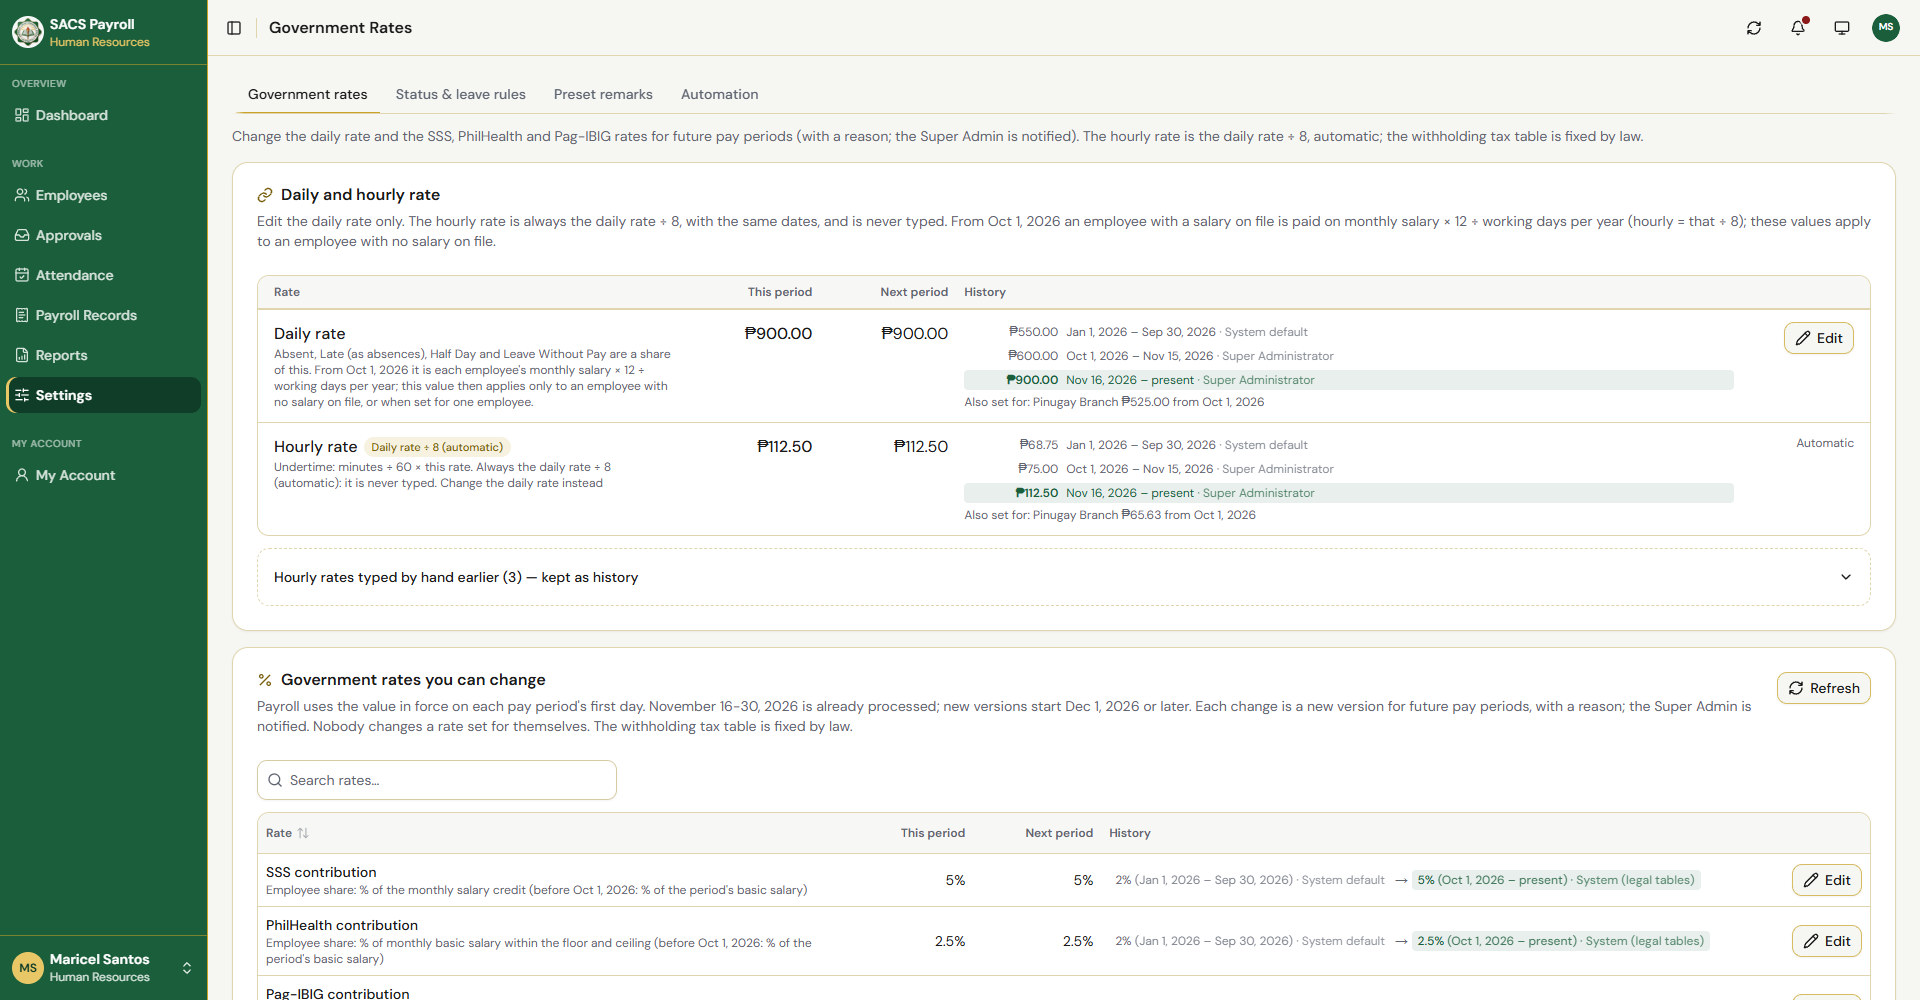 SACS Payroll
Human Resources
Government Rates
MS
OVERVIEW
Dashboard
WORK
Employees
Approvals
Attendance
Payroll Records
Reports
Settings
MY ACCOUNT
My Account
MS
Maricel Santos
Human Resources
Government rates
Status & leave rules
Preset remarks
Automation
Change the daily rate and the SSS, PhilHealth and Pag-IBIG rates for future pay periods (with a reason; the Super Admin is notified). The hourly rate is the daily rate ÷ 8, automatic; the withholding tax table is fixed by law.
Daily and hourly rate
Edit the daily rate only. The hourly rate is always the daily rate ÷ 8, with the same dates, and is never typed. From Oct 1, 2026 an employee with a salary on file is paid on monthly salary × 12 ÷ working days per year (hourly = that ÷ 8); these values apply
to an employee with no salary on file.
Rate This period Next period History
Daily rate ₱900.00 ₱900.00
Absent, Late (as absences), Half Day and Leave Without Pay are a share
of this. From Oct 1, 2026 it is each employee's monthly salary × 12 ÷
working days per year; this value then applies only to an employee with
no salary on file, or when set for one employee.
₱550.00 Jan 1, 2026 – Sep 30, 2026 · System default
₱600.00 Oct 1, 2026 – Nov 15, 2026 · Super Administrator
₱900.00 Nov 16, 2026 – present · Super Administrator
Also set for: Pinugay Branch ₱525.00 from Oct 1, 2026
Edit
Hourly rate Daily rate ÷ 8 (automatic) ₱112.50 ₱112.50
Undertime: minutes ÷ 60 × this rate. Always the daily rate ÷ 8
(automatic): it is never typed. Change the daily rate instead
₱68.75 Jan 1, 2026 – Sep 30, 2026 · System default
₱75.00 Oct 1, 2026 – Nov 15, 2026 · Super Administrator
₱112.50 Nov 16, 2026 – present · Super Administrator
Also set for: Pinugay Branch ₱65.63 from Oct 1, 2026
Automatic
Hourly rates typed by hand earlier (3) — kept as history
Government rates you can change
Payroll uses the value in force on each pay period's first day. November 16-30, 2026 is already processed; new versions start Dec 1, 2026 or later. Each change is a new version for future pay periods, with a reason; the Super Admin is
notified. Nobody changes a rate set for themselves. The withholding tax table is fixed by law.
Refresh
Search rates…
Rate This period Next period History
SSS contribution
Employee share: % of the monthly salary credit (before Oct 1, 2026: % of the period's basic salary)
5% 5% 2% (Jan 1, 2026 – Sep 30, 2026) · System default → 5% (Oct 1, 2026 – present) · System (legal tables)
Edit
PhilHealth contribution
Employee share: % of monthly basic salary within the floor and ceiling (before Oct 1, 2026: % of the
period's basic salary)
2.5% 2.5% 2% (Jan 1, 2026 – Sep 30, 2026) · System default → 2.5% (Oct 1, 2026 – present) · System (legal tables)
Edit
Pag-IBIG contribution